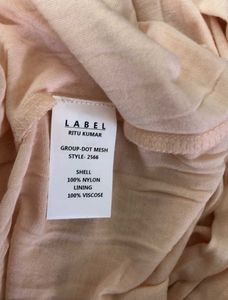 LABEL
RITU KUMAR
GROUP-DOT MESH
STYLE- 2566
SHELL
100% NYLON
LINING
100% VISCOSE